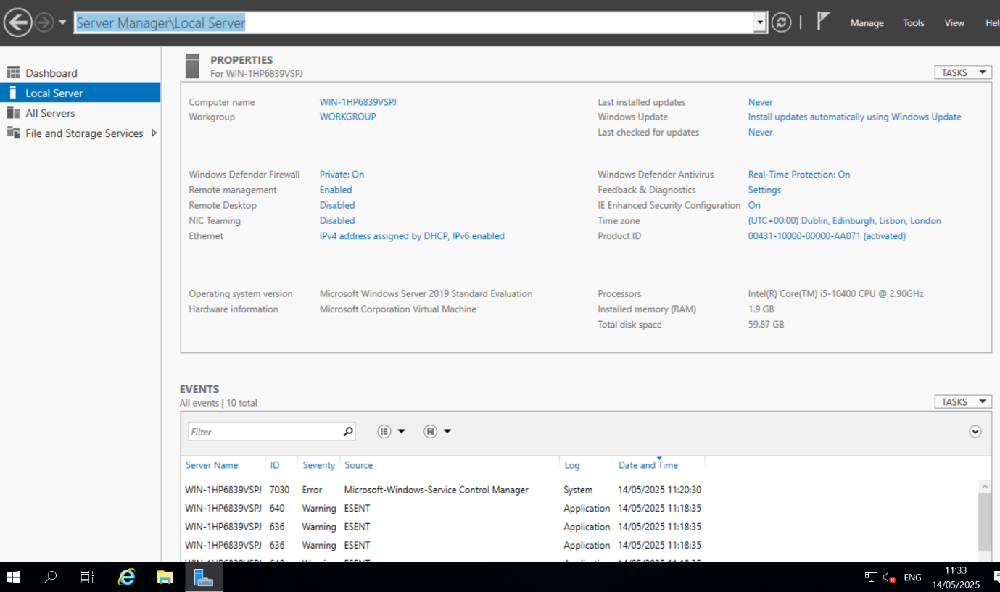 Server Manager\Local Server
Manage Tools View Hel
Dashboard
Local Server
All Servers
File and Storage Services
PROPERTIES
For WIN-1HP6839VSPJ
TASKS
Computer name WIN-1HP6839VSPJ
Workgroup WORKGROUP
Last installed updates Never
Windows Update Install updates automatically using Windows Update
Last checked for updates Never
Windows Defender Firewall Private: On
Remote management Enabled
Remote Desktop Disabled
NIC Teaming Disabled
Ethernet IPv4 address assigned by DHCP, IPv6 enabled
Windows Defender Antivirus Real-Time Protection: On
Feedback & Diagnostics Settings
IE Enhanced Security Configuration On
Time zone (UTC+00:00) Dublin, Edinburgh, Lisbon, London
Product ID 00431-10000-00000-AA071 (activated)
Operating system version Microsoft Windows Server 2019 Standard Evaluation
Hardware information Microsoft Corporation Virtual Machine
Processors Intel(R) Core(TM) i5-10400 CPU @ 2.90GHz
Installed memory (RAM) 1.9 GB
Total disk space 59.87 GB
EVENTS
All events | 10 total
TASKS
Filter
Server Name ID Severity Source Log Date and Time
WIN-1HP6839VSPJ 7030 Error Microsoft-Windows-Service Control Manager System 14/05/2025 11:20:30
WIN-1HP6839VSPJ 640 Warning ESENT Application 14/05/2025 11:18:35
WIN-1HP6839VSPJ 636 Warning ESENT Application 14/05/2025 11:18:35
WIN-1HP6839VSPJ 636 Warning ESENT Application 14/05/2025 11:18:35
ENG
11:33
14/05/2025